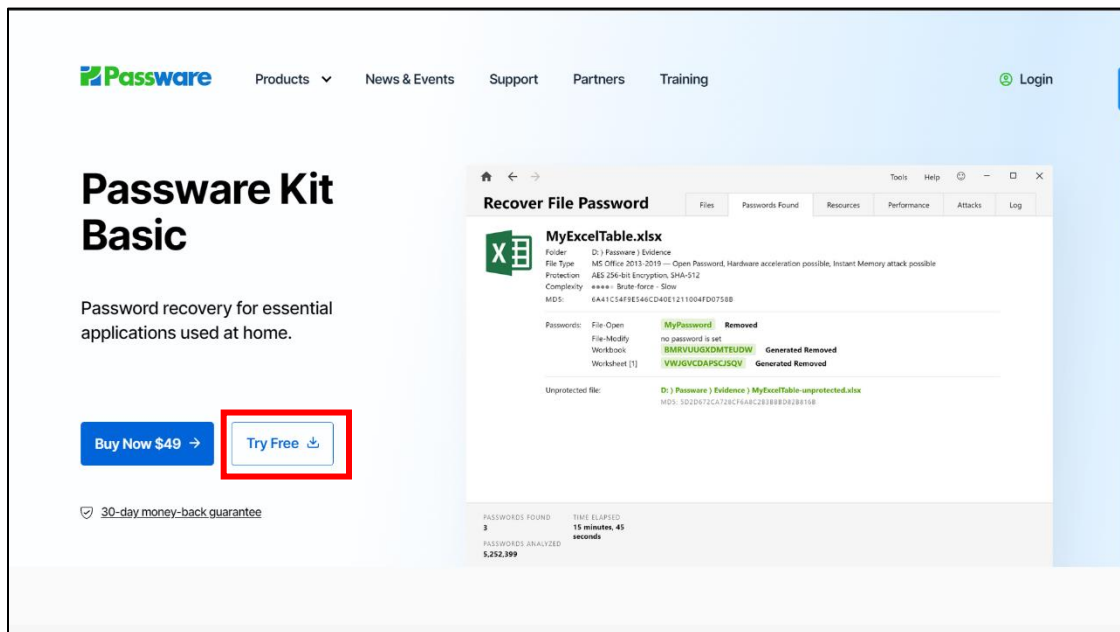 Passware Products News & Events Support Partners Training Login
Passware Kit
Basic
Password recovery for essential
applications used at home.
Buy Now $49 → Try Free
30-day money-back guarantee
Tools Help
Recover File Password Files Passwords Found Resources Performance Attacks Log
MyExcelTable.xlsx
Folder D: ⟩ Passware ⟩ Evidence
File Type MS Office 2013-2019 — Open Password, Hardware acceleration possible, Instant Memory attack possible
Protection AES 256-bit Encryption, SHA-512
Complexity Brute-force - Slow
MD5:
Passwords: File-Open MyPassword Removed
File-Modify no password is set
Workbook BMRVUUGXDMTEUDW Generated Removed
Worksheet [1] VWJGVCDAPSCJSQV Generated Removed
Unprotected file: D: ⟩ Passware ⟩ Evidence ⟩ MyExcelTable-unprotected.xlsx
MD5:
PASSWORDS FOUND TIME ELAPSED
3 15 minutes, 45
seconds
PASSWORDS ANALYZED
5,252,399